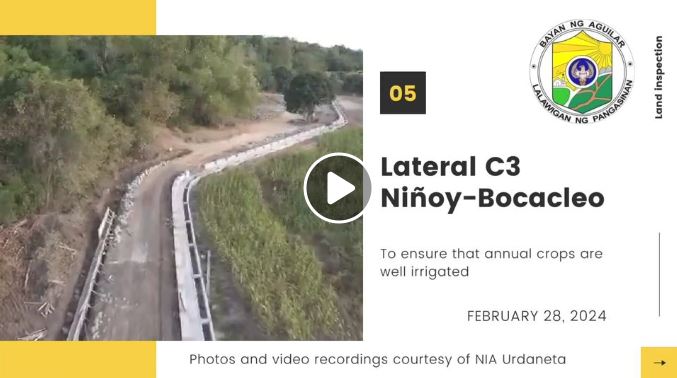 BAYAN NG AGUILAR
LALAWIGAN NG PANGASINAN
Land inspection
05
Lateral C3
Niñoy-Bocacleo
To ensure that annual crops are
well irrigated
FEBRUARY 28, 2024
Photos and video recordings courtesy of NIA Urdaneta